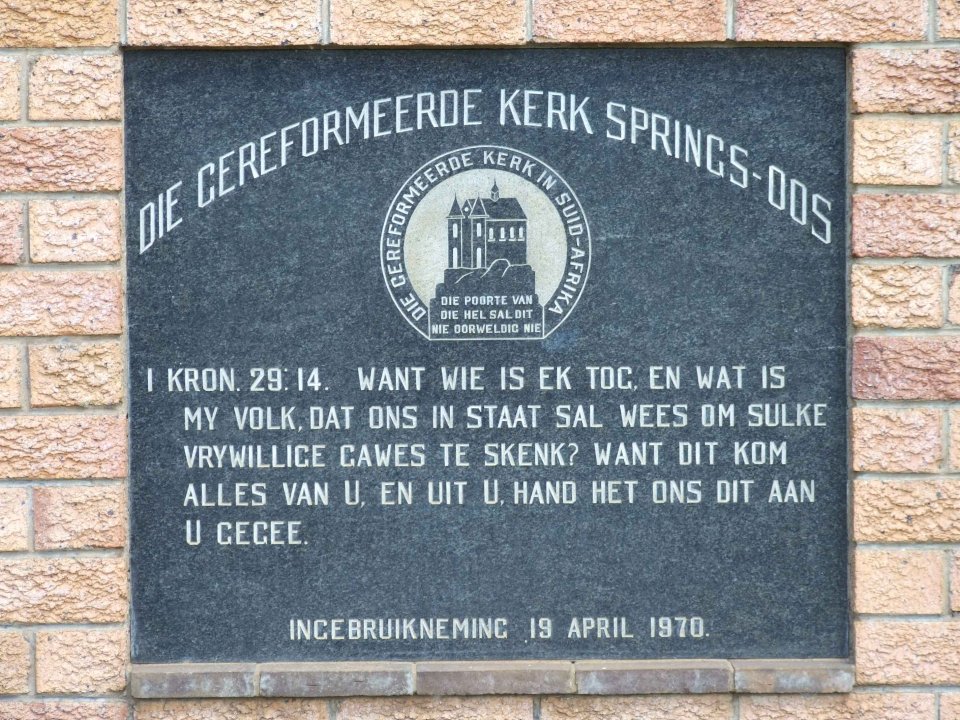 DIE GEREFORMEERDE KERK SPRINGS-OOS
DIE GEREFORMEERDE KERK IN SUID-AFRIKA
DIE POORTE VAN
DIE HEL SAL DIT
NIE OORWELDIG NIE
I KRON. 29:14. WANT WIE IS EK TOG, EN WAT IS
MY VOLK, DAT ONS IN STAAT SAL WEES OM SULKE
VRYWILLIGE GAWES TE SKENK? WANT DIT KOM
ALLES VAN U, EN UIT U, HAND HET ONS DIT AAN
U GEGEE.
INGEBRUIKNEMING 19 APRIL 1970.